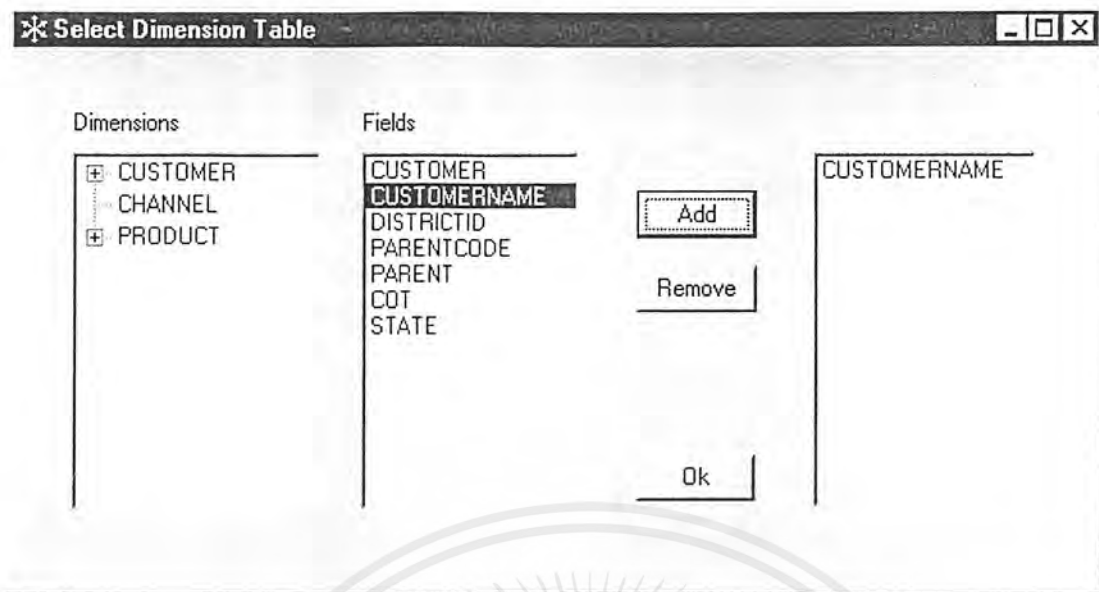 Select Dimension Table
Dimensions
CUSTOMER
CHANNEL
PRODUCT
Fields
CUSTOMER
CUSTOMERNAME
DISTRICTID
PARENTCODE
PARENT
COT
STATE
Add
Remove
Ok
CUSTOMERNAME